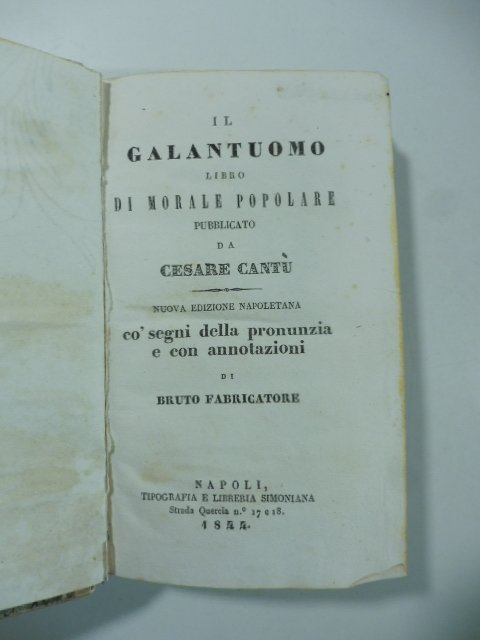 IL
GALANTUOMO
LIBRO
DI MORALE POPOLARE
PUBBLICATO
DA
CESARE CANTÙ
NUOVA EDIZIONE NAPOLETANA
co' segni della pronunzia
e con annotazioni
DI
BRUTO FABRICATORE
NAPOLI,
TIPOGRAFIA E LIBRERIA SIMONIANA
Strada Quercia n.º 17 e 18.
1844.